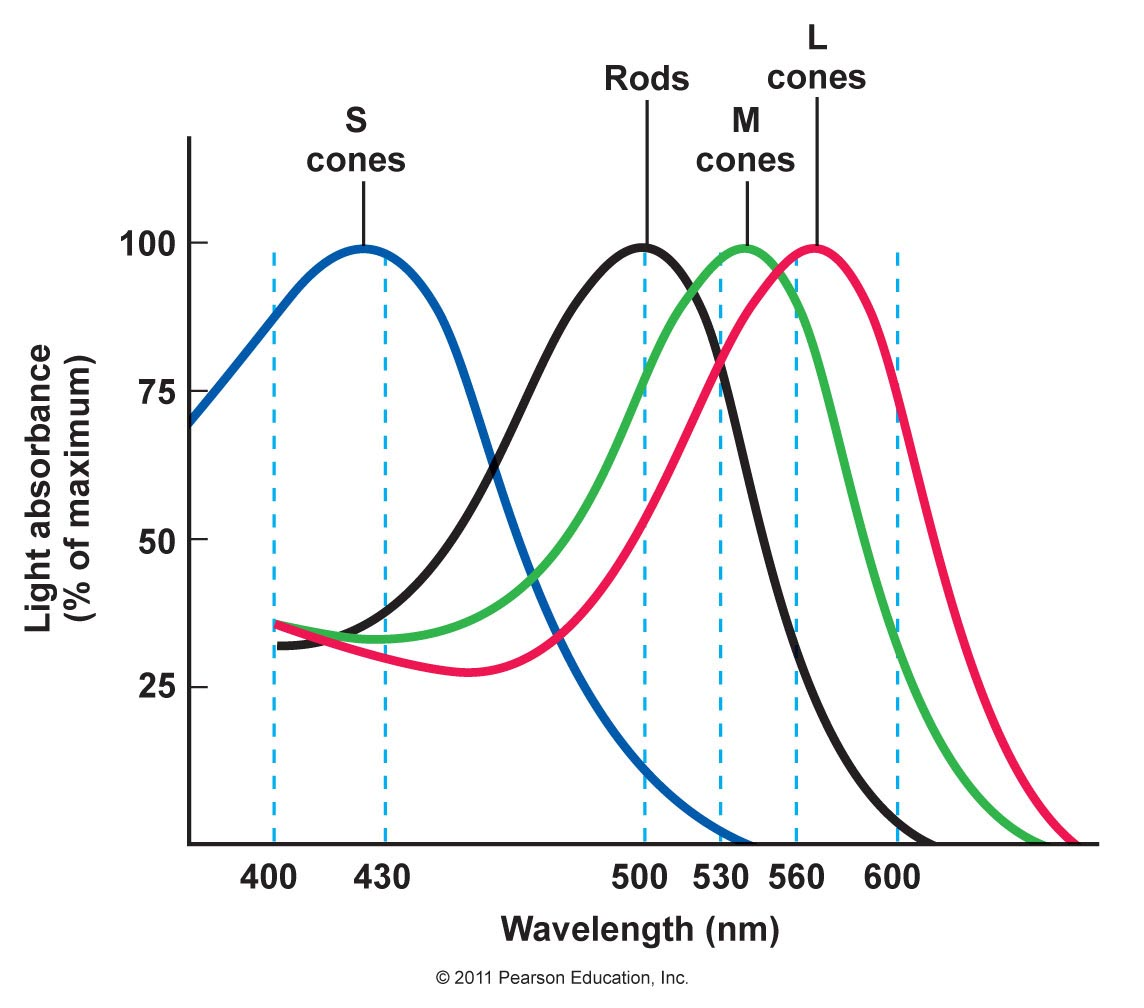 L
cones
Rods
M
cones
S
cones
100
75
50
25
Light absorbance
(% of maximum)
400 430 500 530 560 600
Wavelength (nm)
© 2011 Pearson Education, Inc.